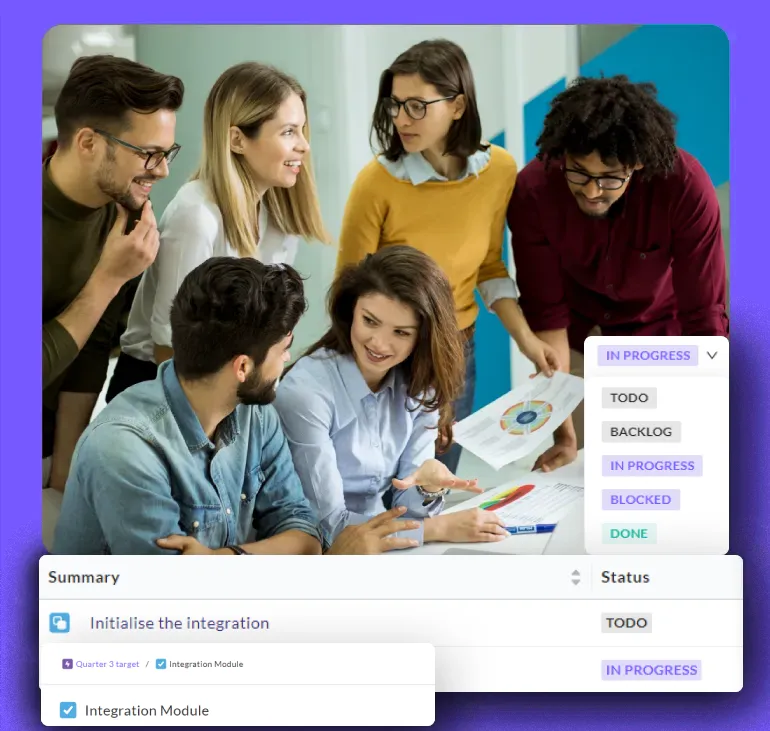 IN PROGRESS
TODO
BACKLOG
IN PROGRESS
BLOCKED
DONE
Summary Status
Initialise the integration TODO
IN PROGRESS
Quarter 3 target / Integration Module
Integration Module